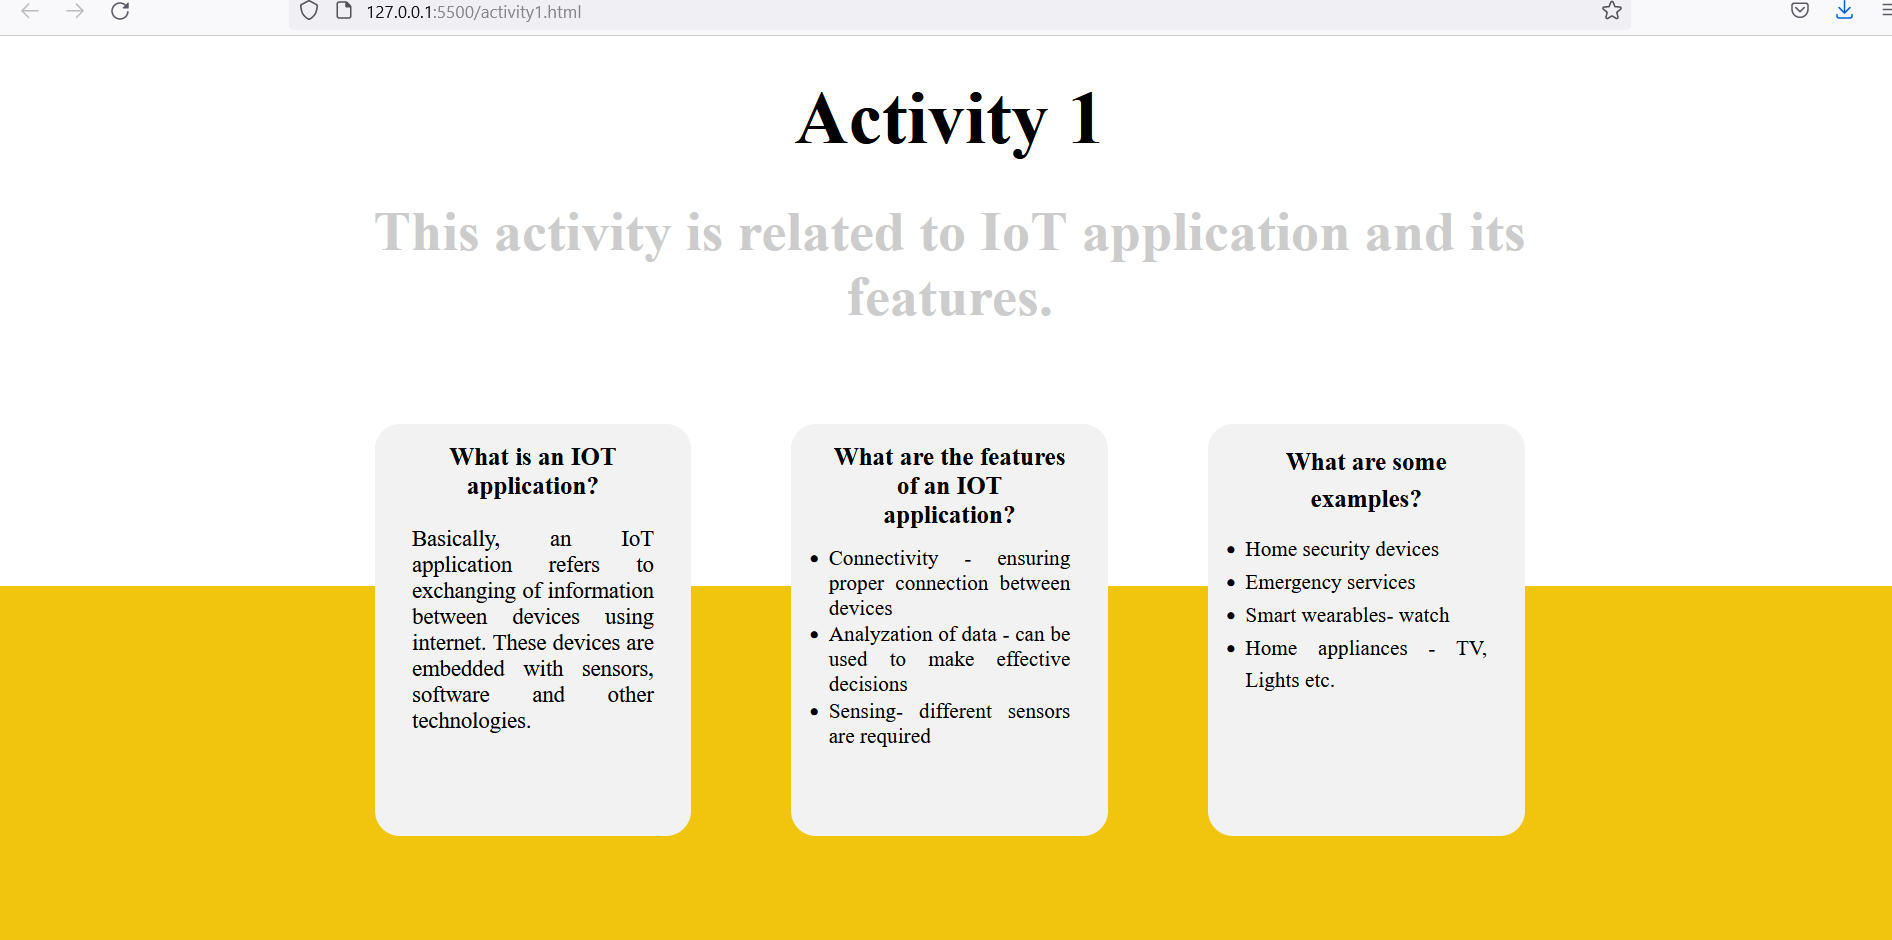 127.0.0.1:5500/activity1.html
Activity 1
This activity is related to IoT application and its
features.
What is an IOT
application?
Basically, an IoT
application refers to
exchanging of information
between devices using
internet. These devices are
embedded with sensors,
software and other
technologies.
What are the features
of an IOT
application?
• Connectivity - ensuring
proper connection between
devices
• Analyzation of data - can be
used to make effective
decisions
• Sensing- different sensors
are required
What are some
examples?
• Home security devices
• Emergency services
• Smart wearables- watch
• Home appliances - TV,
Lights etc.